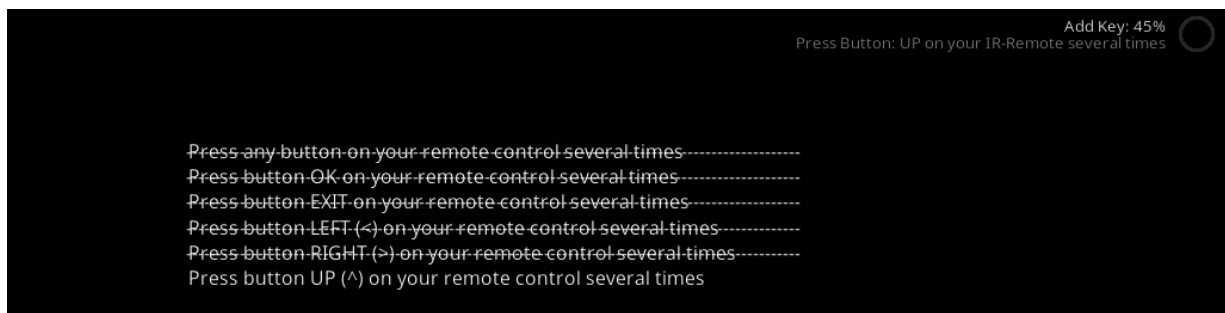 Add Key: 45%
Press Button: UP on your IR-Remote several times
Press any button on your remote control several times--------------------
Press button OK on your remote control several times--------------------
Press button EXIT on your remote control several times-------------------
Press button LEFT (<) on your remote control several times--------------
Press button RIGHT (>) on your remote control several times-----------
Press button UP (^) on your remote control several times